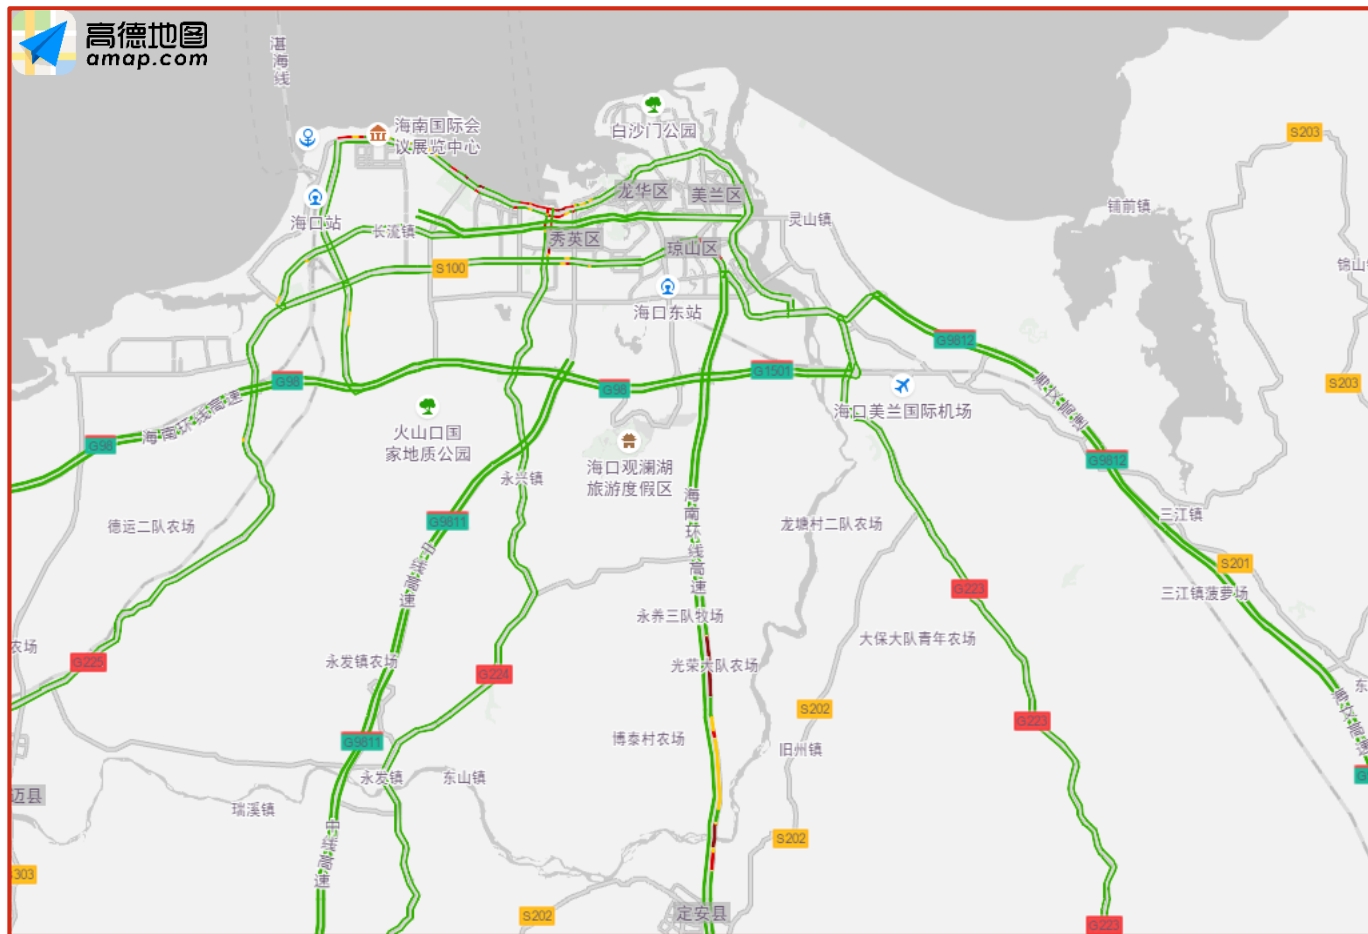 高德地图
amap.com
湛海线
海南国际会
议展览中心
白沙门公园
S203
海口站
长流镇
龙华区
美兰区
灵山镇
铺前镇
秀英区
琼山区
S100
锦山
海口东站
G9812
G98
G98
G1501
S203
海南环线高速
海口美兰国际机场
火山口国
家地质公园
G98
海口观澜湖
旅游度假区
G9812
永兴镇
德运二队农场
G9811
海南环线高速
龙塘村二队农场
三江镇
中线高速
S201
G223
三江镇菠萝场
永养三队牧场
大保大队青年农场
农场
G225
永发镇农场
G224
光荣大队农场
东
S202
G223
G9811
博泰村农场
旧州镇
永发镇
东山镇
迈县
瑞溪镇
中线高速
S202
303
S202
定安县
G223